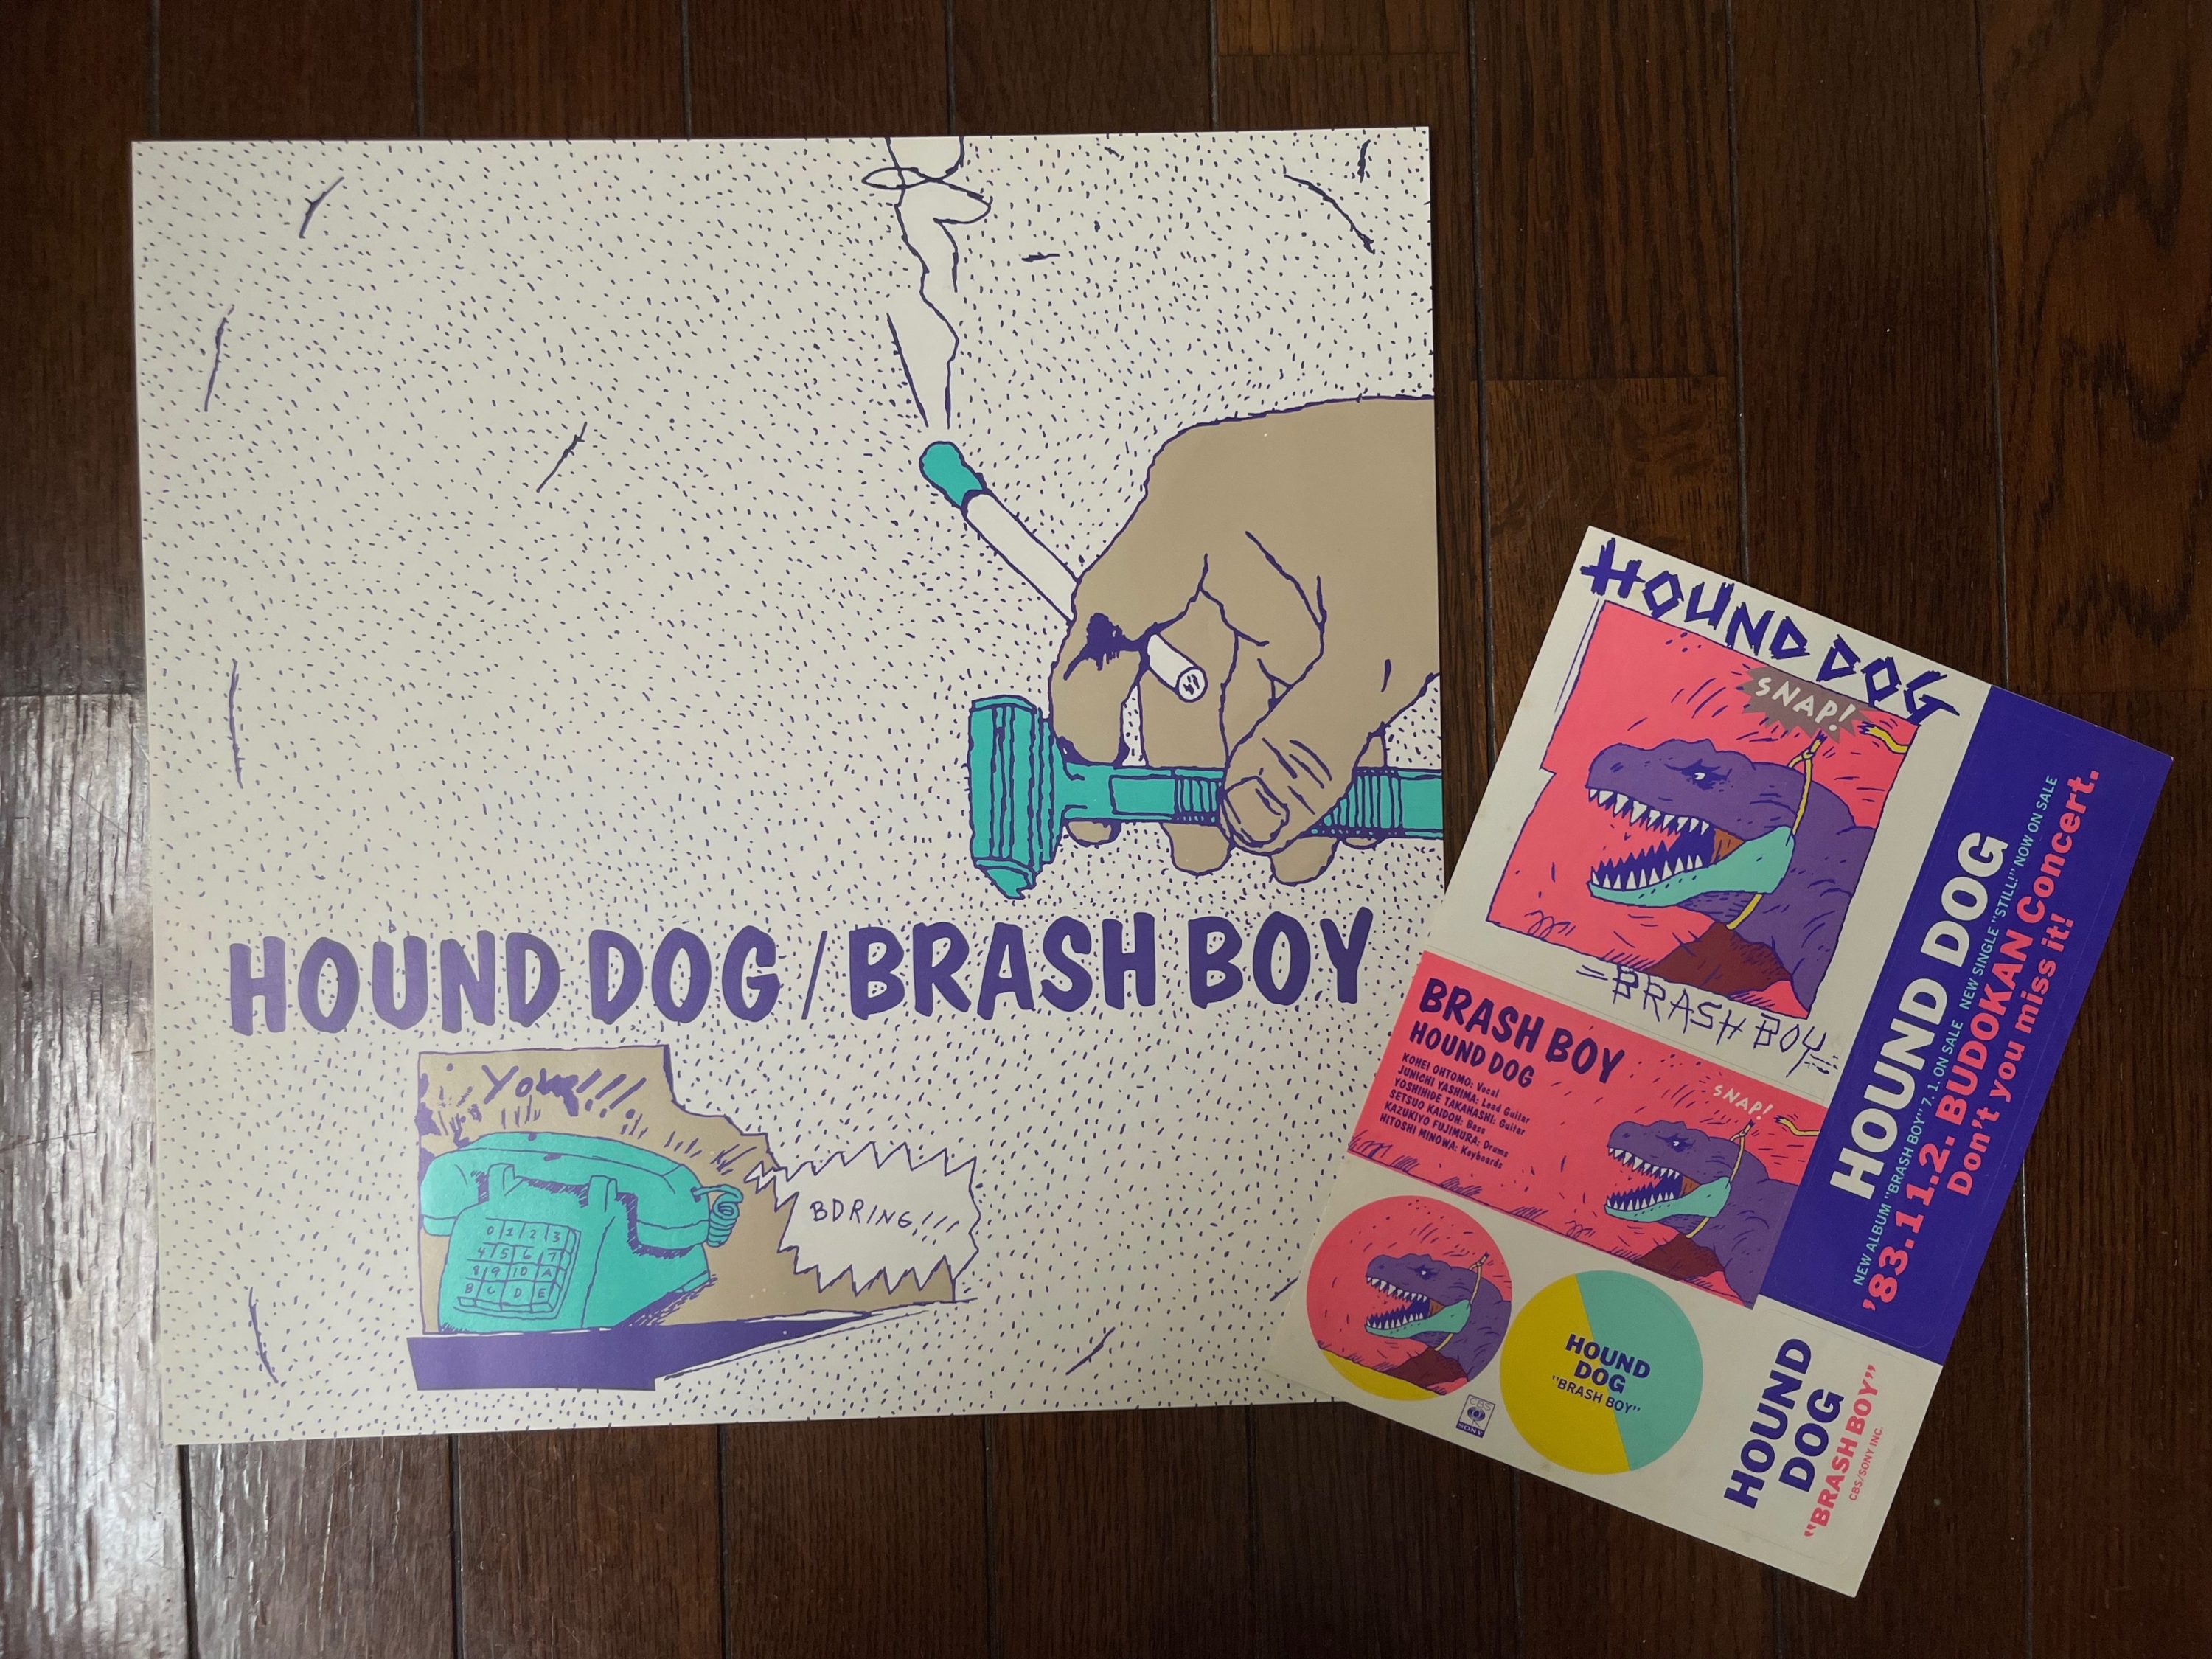 HOUND DOG / BRASH BOY
YOMP!!!
0 1 2 3
4 5 6 7
8 9 10 A
B C D E
BDRING!!!
HOUND DOG
SNAP!
=BRASH BOY=
BRASH BOY
HOUND DOG
KOHEI OHTOMO: Vocal
JUNICHI YASHIMA: Lead Guitar
YOSHIHIDE TAKAHASHI: Guitar
SETSUO KAIDOH: Bass
KAZUKIYO FUJIMURA: Drums
HITOSHI MINOWA: Keyboards
SNAP!
HOUND DOG
NEW ALBUM "BRASH BOY" 7. 1. ON SALE NEW SINGLE "STILL!" NOW ON SALE
'83.11.2. BUDOKAN Concert.
Don't you miss it!
HOUND
DOG
"BRASH BOY"
CBS
SONY
HOUND
DOG
"BRASH BOY"
CBS/SONY INC.